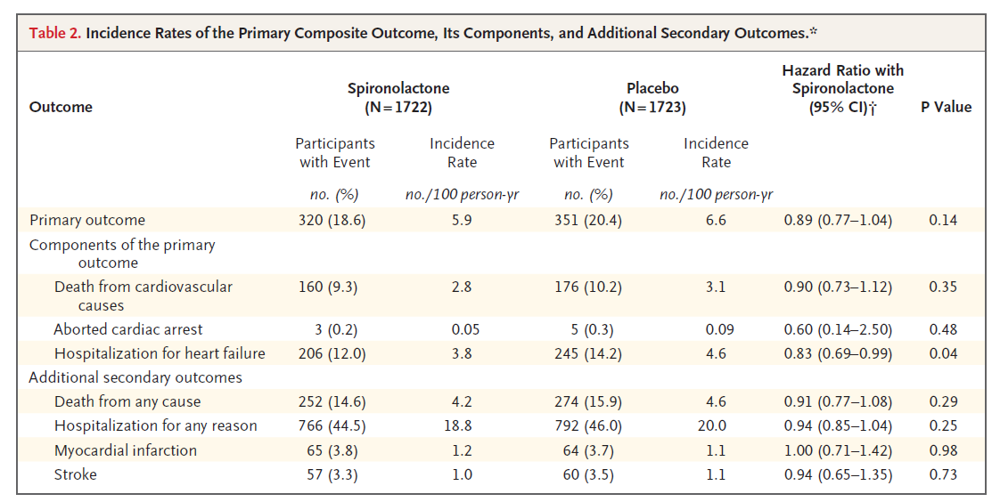 Table 2. Incidence Rates of the Primary Composite Outcome, Its Components, and Additional Secondary Outcomes.*
Outcome Spironolactone (N=1722) Placebo (N=1723) Hazard Ratio with Spironolactone (95% CI)† P Value
Participants with Event Incidence Rate Participants with Event Incidence Rate
no. (%) no./100 person-yr no. (%) no./100 person-yr
Primary outcome 320 (18.6) 5.9 351 (20.4) 6.6 0.89 (0.77–1.04) 0.14
Components of the primary outcome
Death from cardiovascular causes 160 (9.3) 2.8 176 (10.2) 3.1 0.90 (0.73–1.12) 0.35
Aborted cardiac arrest 3 (0.2) 0.05 5 (0.3) 0.09 0.60 (0.14–2.50) 0.48
Hospitalization for heart failure 206 (12.0) 3.8 245 (14.2) 4.6 0.83 (0.69–0.99) 0.04
Additional secondary outcomes
Death from any cause 252 (14.6) 4.2 274 (15.9) 4.6 0.91 (0.77–1.08) 0.29
Hospitalization for any reason 766 (44.5) 18.8 792 (46.0) 20.0 0.94 (0.85–1.04) 0.25
Myocardial infarction 65 (3.8) 1.2 64 (3.7) 1.1 1.00 (0.71–1.42) 0.98
Stroke 57 (3.3) 1.0 60 (3.5) 1.1 0.94 (0.65–1.35) 0.73